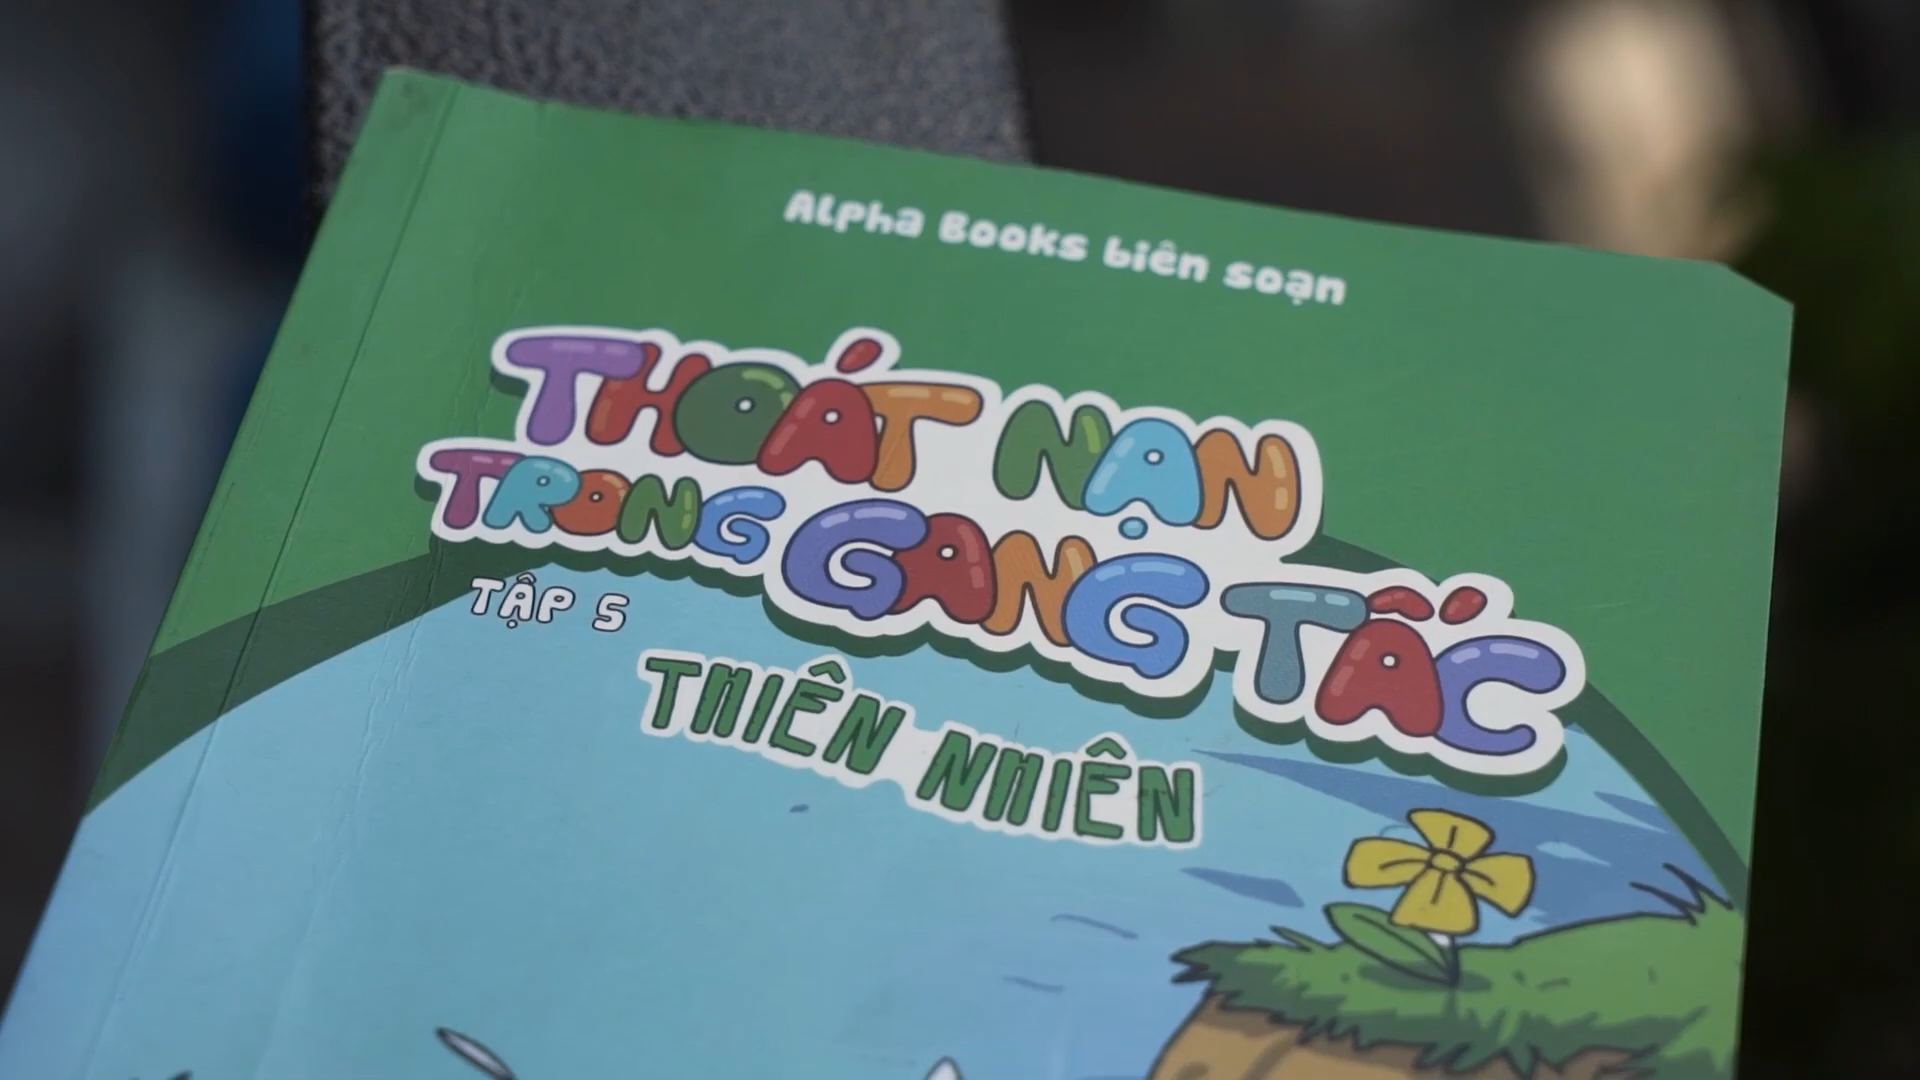 Alpha Books biên soạn
THOÁT NẠN
TRONG GANG TẤC
TẬP 5
THIÊN NHIÊN